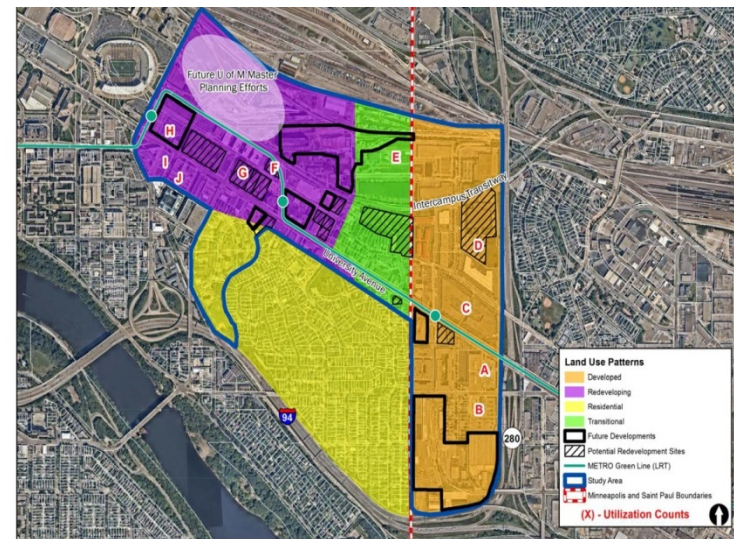 Future U of M Master
Planning Efforts
H
I
J
G
F
E
Intercampus Transitway
D
University Avenue
C
A
B
94
280
Land Use Patterns
Developed
Redeveloping
Residential
Transitional
Future Developments
Potential Redevelopment Sites
METRO Green Line (LRT)
Study Area
Minneapolis and Saint Paul Boundaries
(X) - Utilization Counts